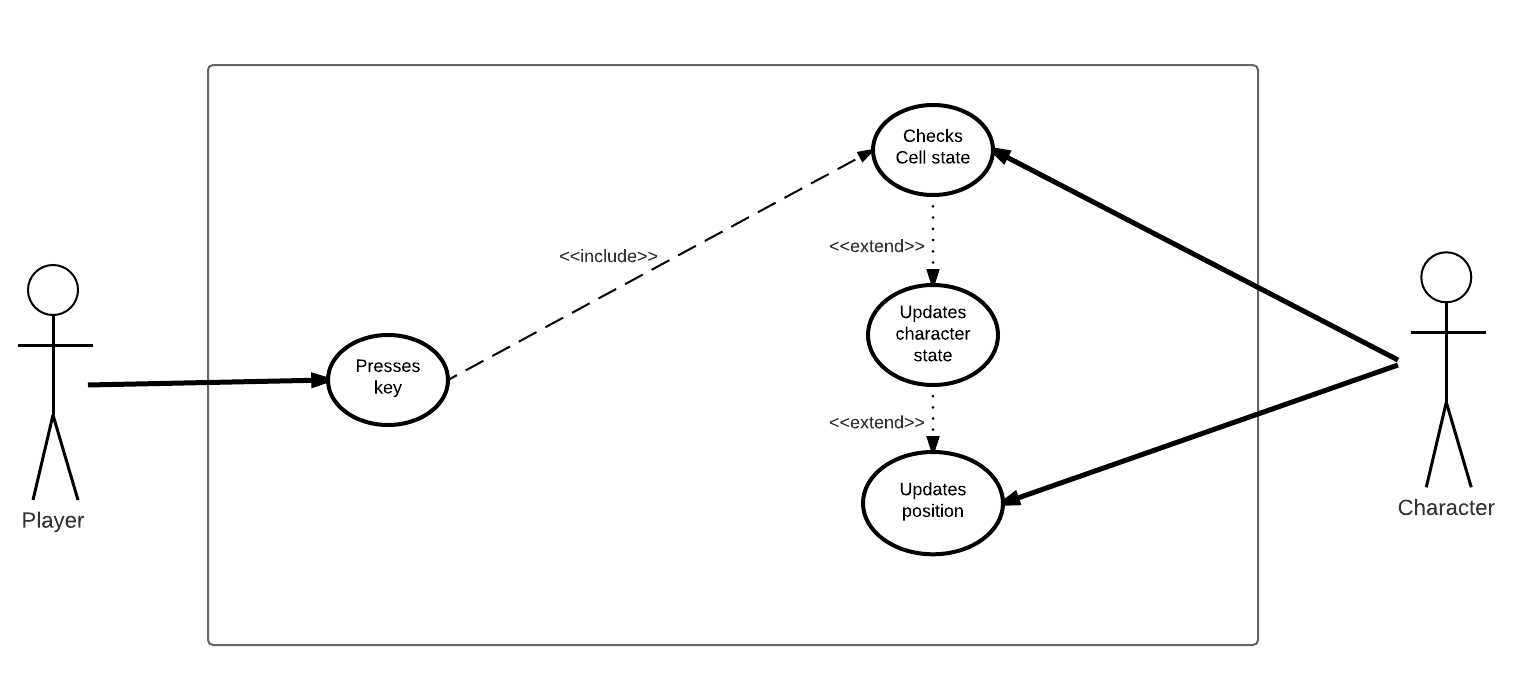 Checks
Cell state
<<include>>
<<extend>>
Updates
character
state
Presses
key
<<extend>>
Updates
position
Player
Character